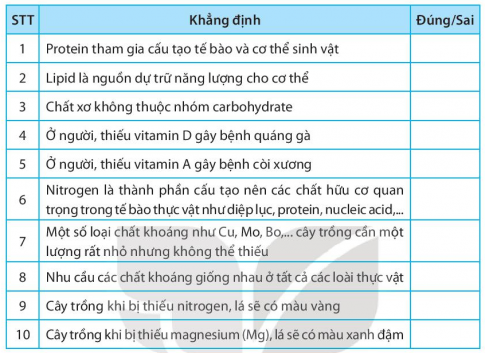 STT Khẳng định Đúng/Sai
1 Protein tham gia cấu tạo tế bào và cơ thể sinh vật
2 Lipid là nguồn dự trữ năng lượng cho cơ thể
3 Chất xơ không thuộc nhóm carbohydrate
4 Ở người, thiếu vitamin D gây bệnh quáng gà
5 Ở người, thiếu vitamin A gây bệnh còi xương
6 Nitrogen là thành phần cấu tạo nên các chất hữu cơ quan
trọng trong tế bào thực vật như diệp lục, protein, nucleic acid,...
7 Một số loại chất khoáng như Cu, Mo, Bo,... cây trồng cần một
lượng rất nhỏ nhưng không thể thiếu
8 Nhu cầu các chất khoáng giống nhau ở tất cả các loài thực vật
9 Cây trồng khi bị thiếu nitrogen, lá sẽ có màu vàng
10 Cây trồng khi bị thiếu magnesium (Mg), lá sẽ có màu xanh đậm